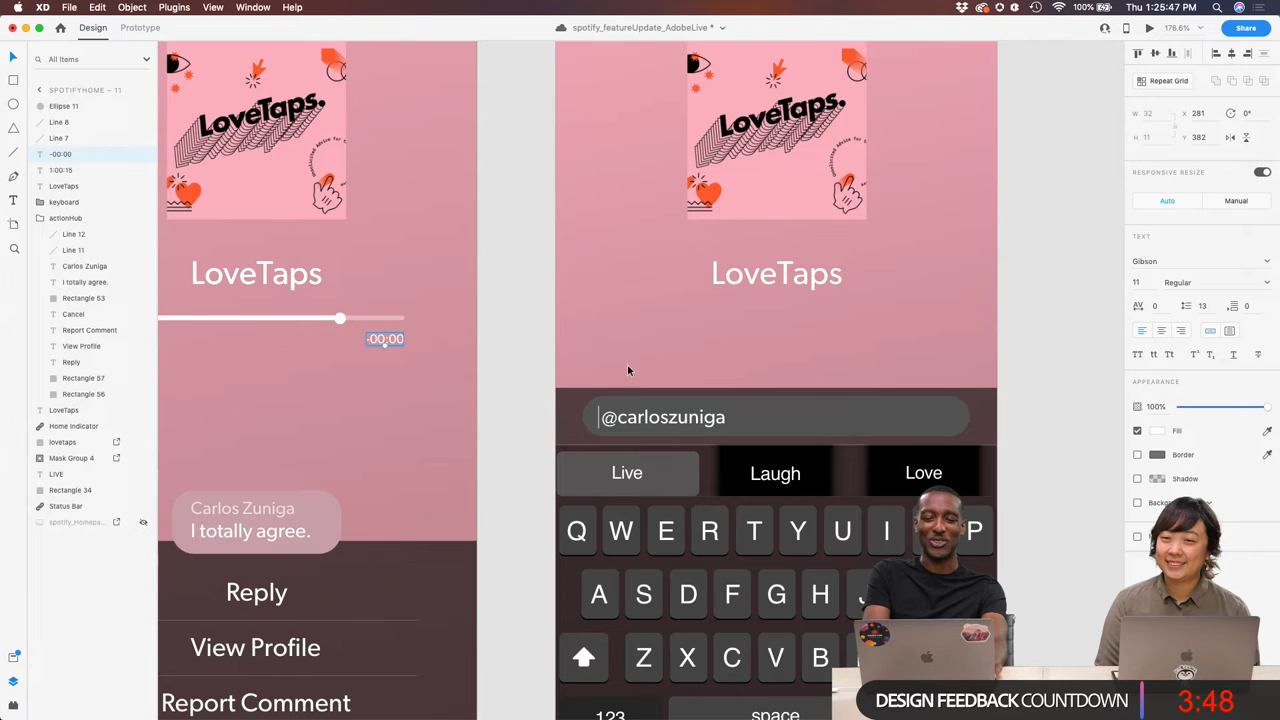 XD File Edit Object Plugins View Window Help
Thu 1:25:47 PM
Design Prototype
spotify_featureUpdate_AdobeLive *
176.6%
Share
All Items
SPOTIFYHOME – 11
Ellipse 11
Line 8
Line 7
-00:00
1:00:15
LoveTaps
keyboard
actionHub
Line 12
Line 11
Carlos Zuniga
I totally agree.
Rectangle 53
Cancel
Report Comment
View Profile
Reply
Rectangle 57
Rectangle 56
LoveTaps
Home Indicator
lovetaps
Mask Group 4
LIVE
Rectangle 34
Status Bar
spotify_Homepa...
LoveTaps.
LoveTaps
-00:00
Carlos Zuniga
I totally agree.
Reply
View Profile
Report Comment
LoveTaps.
LoveTaps
@carloszuniga
Live Laugh Love
Q W E R T Y U I P
A S D F G H J
Z X C V B
123 space
Repeat Grid
W 32 X 281 0°
H 11 Y 382
RESPONSIVE RESIZE
Auto Manual
TEXT
Gibson
11 Regular
0 13 0
APPEARANCE
100%
Fill
Border
Shadow
DESIGN FEEDBACK COUNTDOWN 3:48